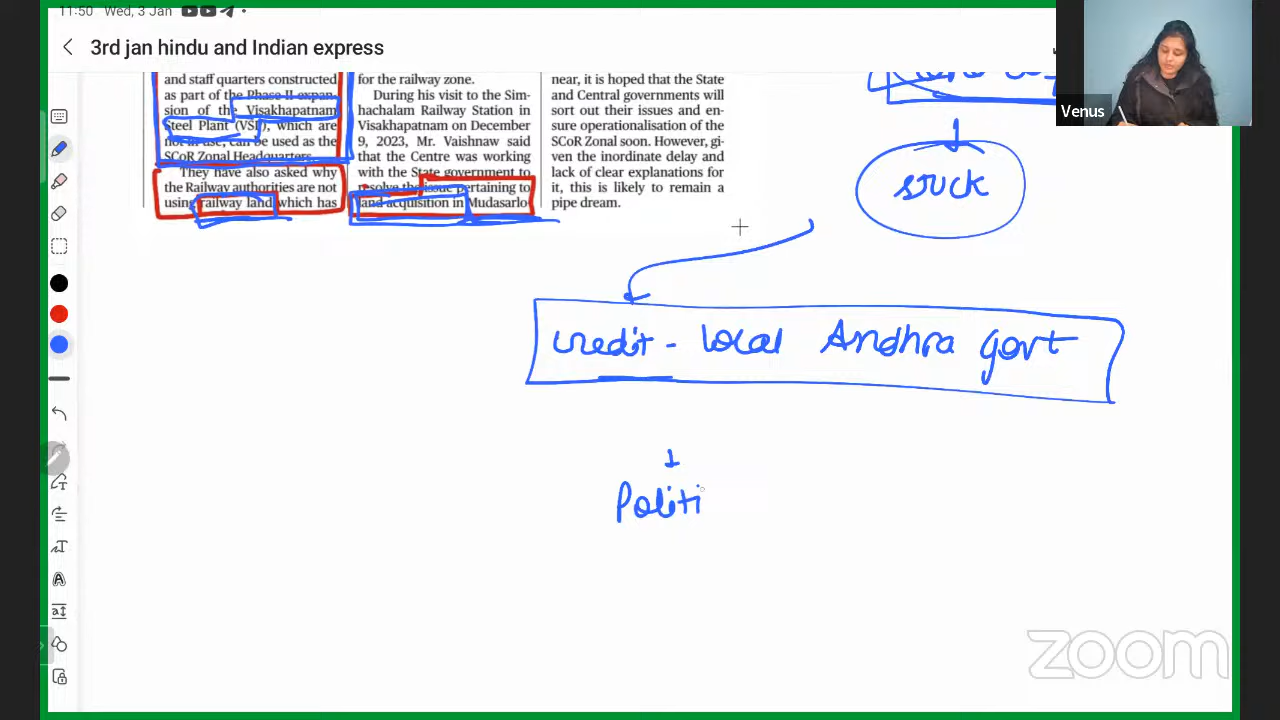 11:50 Wed, 3 Jan
3rd jan hindu and Indian express
Venus
and staff quarters constructed
as part of the Phase-II expan-
sion of the Visakhapatnam
Steel Plant (VSP), which are
not in use, can be used as the
SCoR Zonal Headquarters.
They have also asked why
the Railway authorities are not
using railway land which has
for the railway zone.
During his visit to the Sim-
hachalam Railway Station in
Visakhapatnam on December
9, 2023, Mr. Vaishnaw said
that the Centre was working
with the State government to
resolve the issue pertaining to
land acquisition in Mudasarlo-
near, it is hoped that the State
and Central governments will
sort out their issues and en-
sure operationalisation of the
SCoR Zonal soon. However, gi-
ven the inordinate delay and
lack of clear explanations for
it, this is likely to remain a
pipe dream.
stuck
credit - local Andhra Govt
Politi
zoom